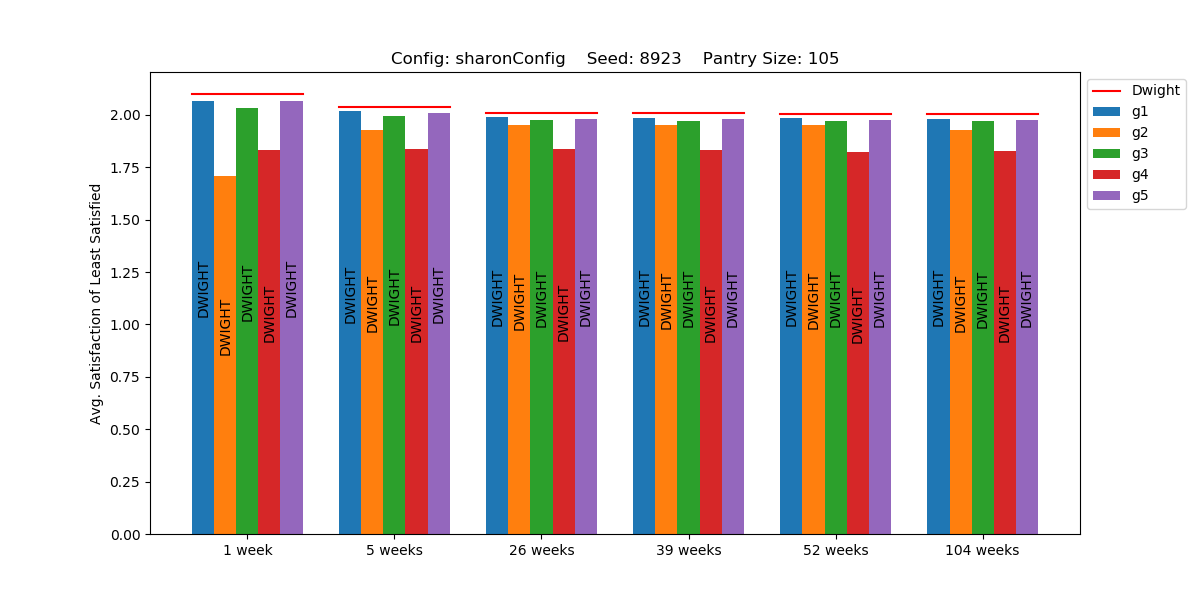 Config: sharonConfig    Seed: 8923    Pantry Size: 105
Avg. Satisfaction of Least Satisfied
2.00
1.75
1.50
1.25
1.00
0.75
0.50
0.25
0.00
DWIGHT DWIGHT DWIGHT DWIGHT DWIGHT
DWIGHT DWIGHT DWIGHT DWIGHT DWIGHT
DWIGHT DWIGHT DWIGHT DWIGHT DWIGHT
DWIGHT DWIGHT DWIGHT DWIGHT DWIGHT
DWIGHT DWIGHT DWIGHT DWIGHT DWIGHT
DWIGHT DWIGHT DWIGHT DWIGHT DWIGHT
1 week 5 weeks 26 weeks 39 weeks 52 weeks 104 weeks
Dwight
g1
g2
g3
g4
g5